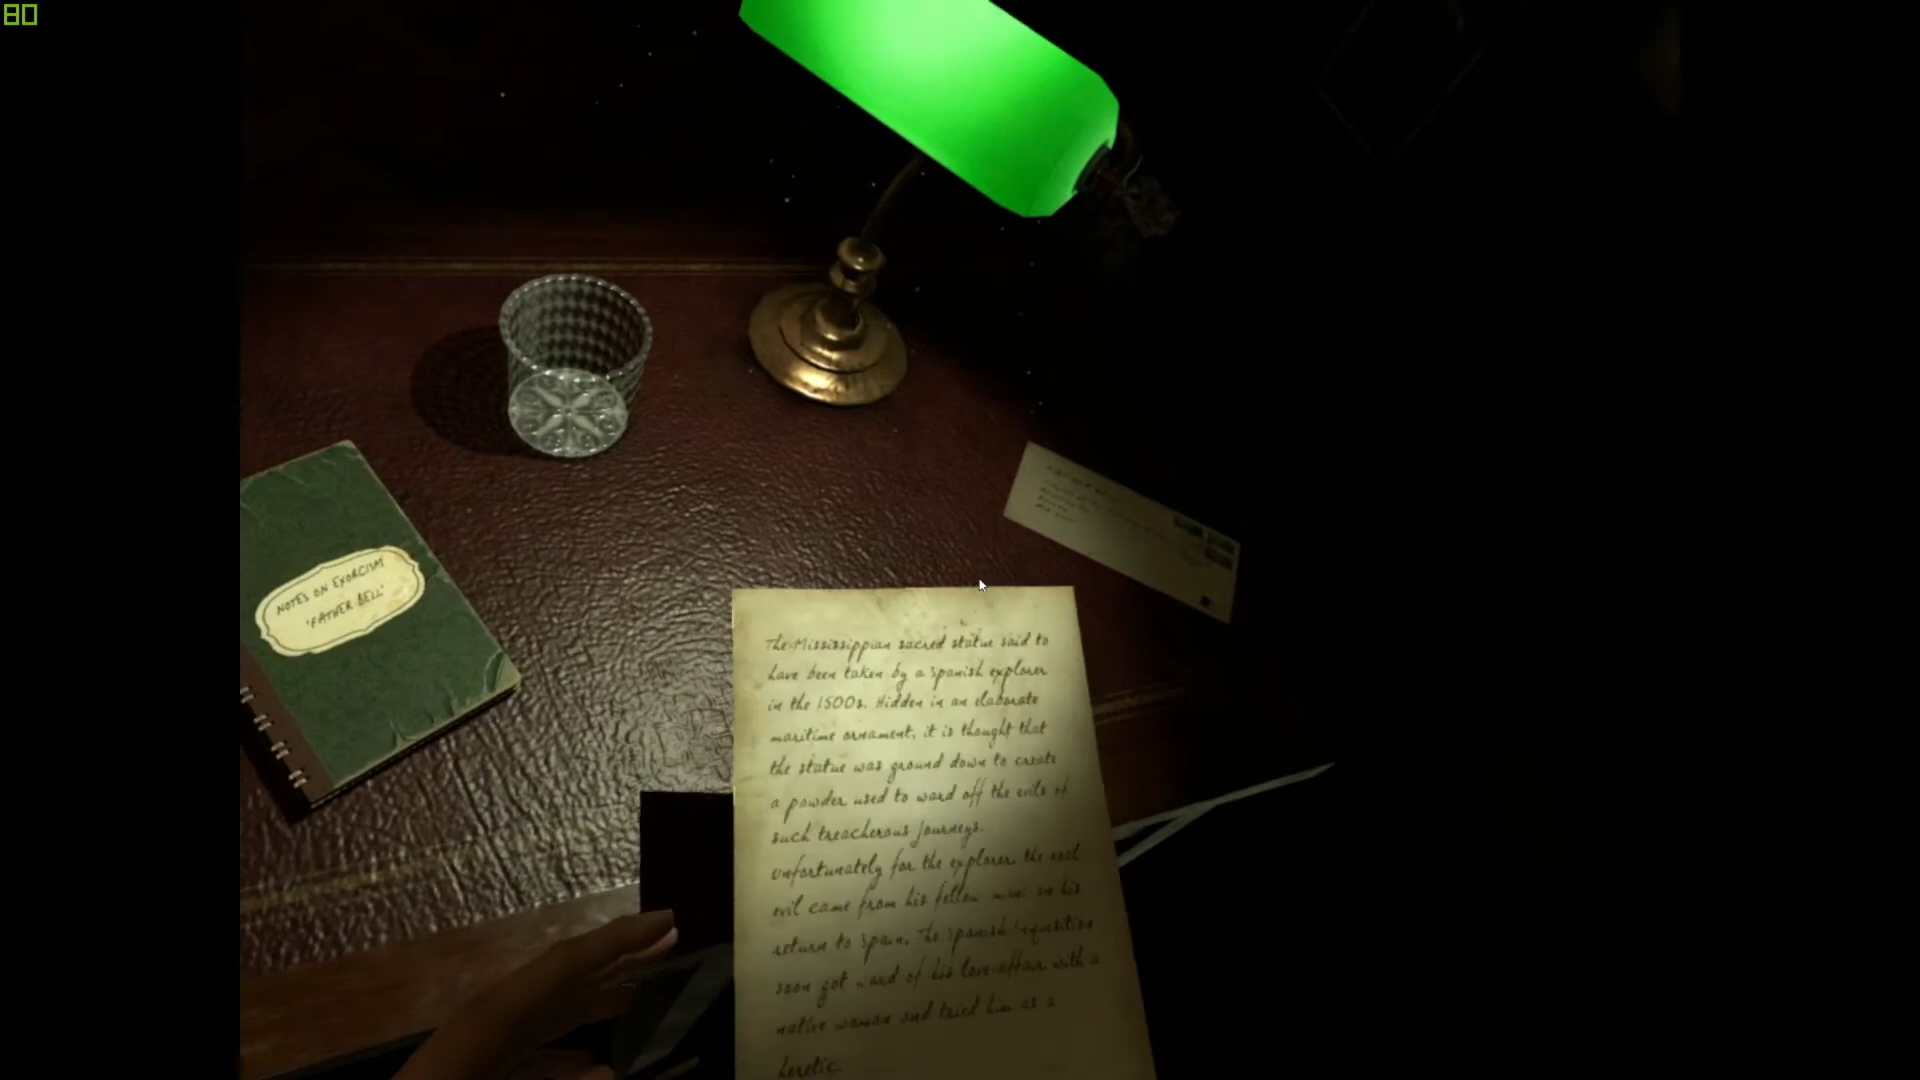 80
NOTES ON EXORCISM
'FATHER BELL'
The Mississippian sacred statue said to
have been taken by a Spanish explorer
in the 1500s. Hidden in an elaborate
maritime ornament, it is thought that
the statue was ground down to create
a powder used to ward off the evils of
such treacherous journeys.
Unfortunately for the explorer, the real
evil came from his fellow man. on his
return to Spain, The Spanish inquisition
soon got word of his love affair with a
native woman and tried him as a
heretic.